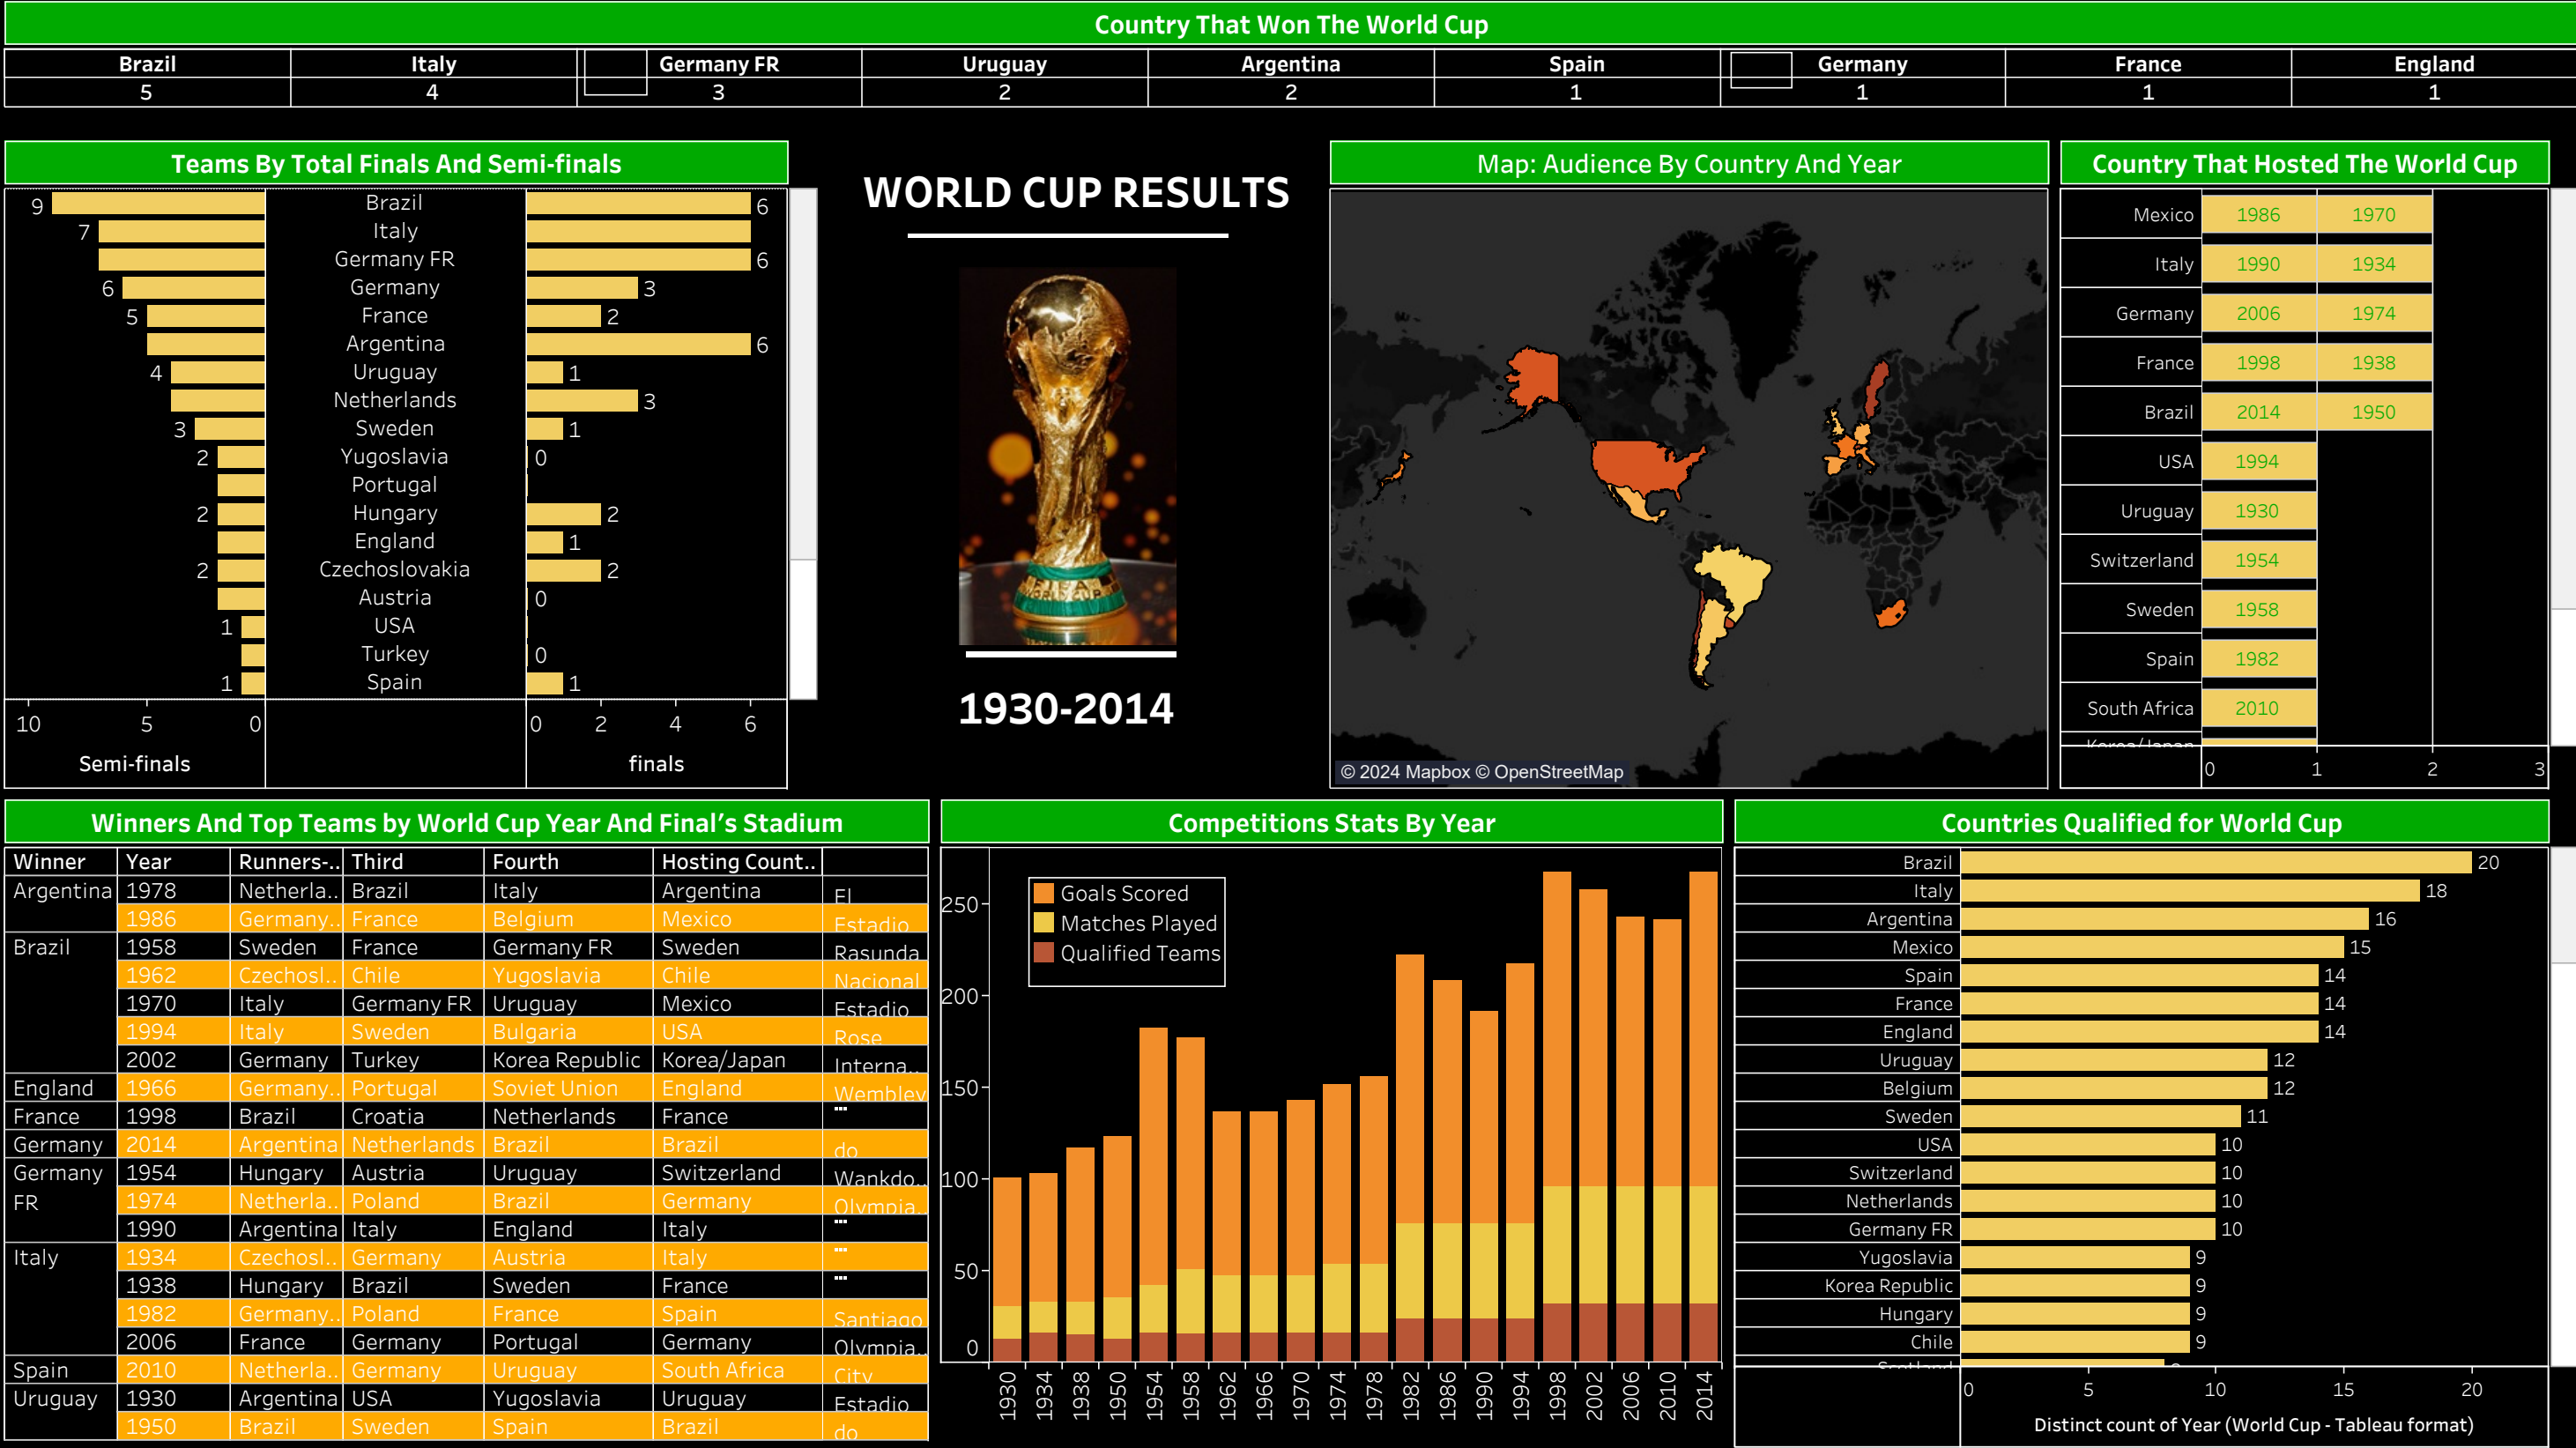 Country That Won The World Cup
Brazil Italy Germany FR Uruguay Argentina Spain Germany France England
5 4 3 2 2 1 1 1 1
Teams By Total Finals And Semi-finals
9 Brazil 6
7 Italy
Germany FR 6
6 Germany 3
5 France 2
Argentina 6
4 Uruguay 1
Netherlands 3
3 Sweden 1
2 Yugoslavia 0
Portugal
2 Hungary 2
England 1
2 Czechoslovakia 2
Austria 0
1 USA
Turkey 0
1 Spain 1
10 5 0 0 2 4 6
Semi-finals finals
WORLD CUP RESULTS
1930-2014
Map: Audience By Country And Year
© 2024 Mapbox © OpenStreetMap
Country That Hosted The World Cup
Mexico 1986 1970
Italy 1990 1934
Germany 2006 1974
France 1998 1938
Brazil 2014 1950
USA 1994
Uruguay 1930
Switzerland 1954
Sweden 1958
Spain 1982
South Africa 2010
Korea/Japan
0 1 2 3
Winners And Top Teams by World Cup Year And Final's Stadium
Winner Year Runners-.. Third Fourth Hosting Count..
Argentina 1978 Netherla.. Brazil Italy Argentina El
1986 Germany.. France Belgium Mexico Estadio
Brazil 1958 Sweden France Germany FR Sweden Rasunda
1962 Czechosl.. Chile Yugoslavia Chile Nacional
1970 Italy Germany FR Uruguay Mexico Estadio
1994 Italy Sweden Bulgaria USA Rose
2002 Germany Turkey Korea Republic Korea/Japan Interna..
England 1966 Germany.. Portugal Soviet Union England Wembley
France 1998 Brazil Croatia Netherlands France
Germany 2014 Argentina Netherlands Brazil Brazil do
Germany 1954 Hungary Austria Uruguay Switzerland Wankdo..
FR 1974 Netherla.. Poland Brazil Germany Olympia..
1990 Argentina Italy England Italy
Italy 1934 Czechosl.. Germany Austria Italy
1938 Hungary Brazil Sweden France
1982 Germany.. Poland France Spain Santiago
2006 France Germany Portugal Germany Olympia..
Spain 2010 Netherla.. Germany Uruguay South Africa City
Uruguay 1930 Argentina USA Yugoslavia Uruguay Estadio
1950 Brazil Sweden Spain Brazil do
Competitions Stats By Year
Goals Scored
Matches Played
Qualified Teams
250
200
150
100
50
0
1930 1934 1938 1950 1954 1958 1962 1966 1970 1974 1978 1982 1986 1990 1994 1998 2002 2006 2010 2014
Countries Qualified for World Cup
Brazil 20
Italy 18
Argentina 16
Mexico 15
Spain 14
France 14
England 14
Uruguay 12
Belgium 12
Sweden 11
USA 10
Switzerland 10
Netherlands 10
Germany FR 10
Yugoslavia 9
Korea Republic 9
Hungary 9
Chile 9
Scotland
0 5 10 15 20
Distinct count of Year (World Cup - Tableau format)